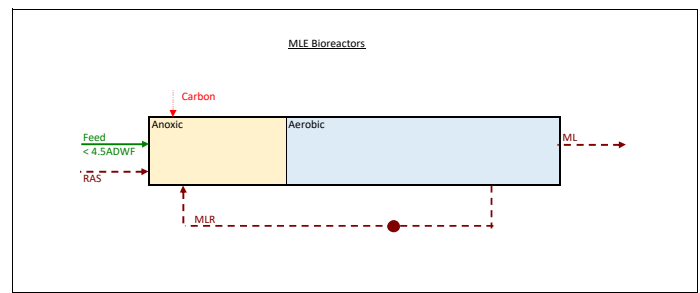 MLE Bioreactors
Carbon
Anoxic
Aerobic
Feed
< 4.5ADWF
ML
RAS
MLR